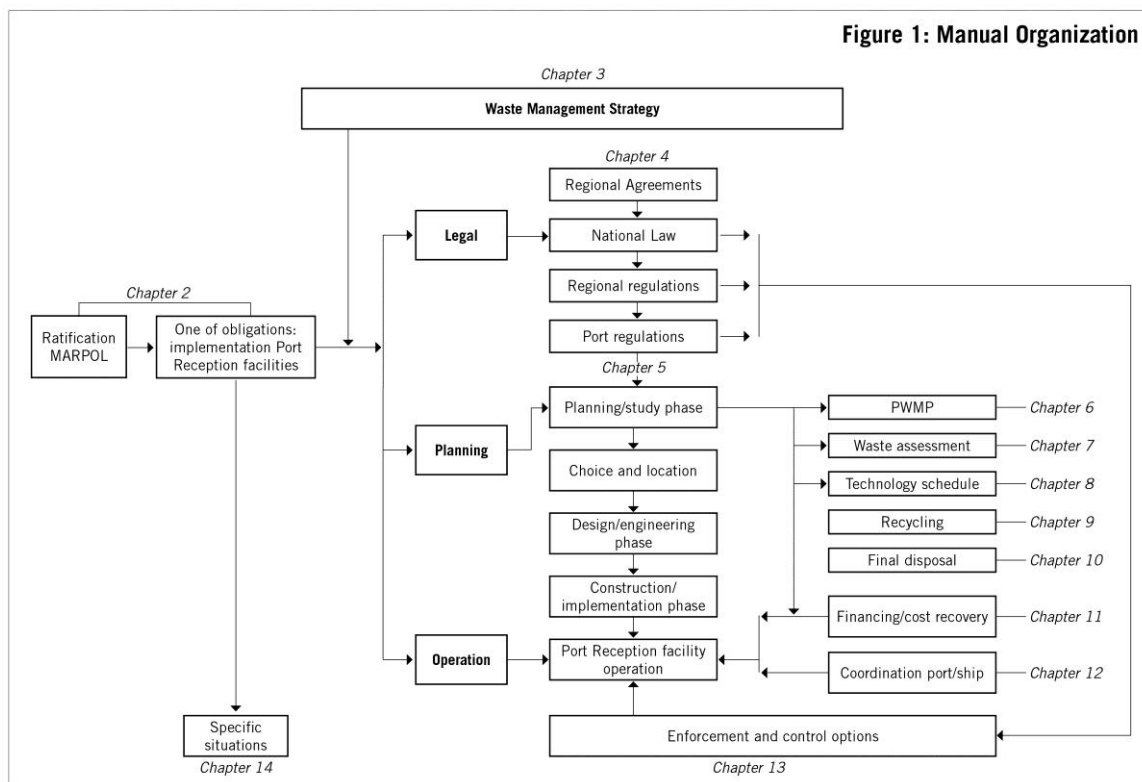 Figure 1: Manual Organization
Chapter 3
Waste Management Strategy
Chapter 4
Regional Agreements
Legal
National Law
Chapter 2
Regional regulations
Ratification
MARPOL
One of obligations:
implementation Port
Reception facilities
Port regulations
Chapter 5
Planning/study phase
PWMP
Chapter 6
Planning
Waste assessment
Chapter 7
Choice and location
Technology schedule
Chapter 8
Design/engineering
phase
Recycling
Chapter 9
Final disposal
Chapter 10
Construction/
implementation phase
Financing/cost recovery
Chapter 11
Operation
Port Reception facility
operation
Coordination port/ship
Chapter 12
Specific
situations
Chapter 14
Enforcement and control options
Chapter 13